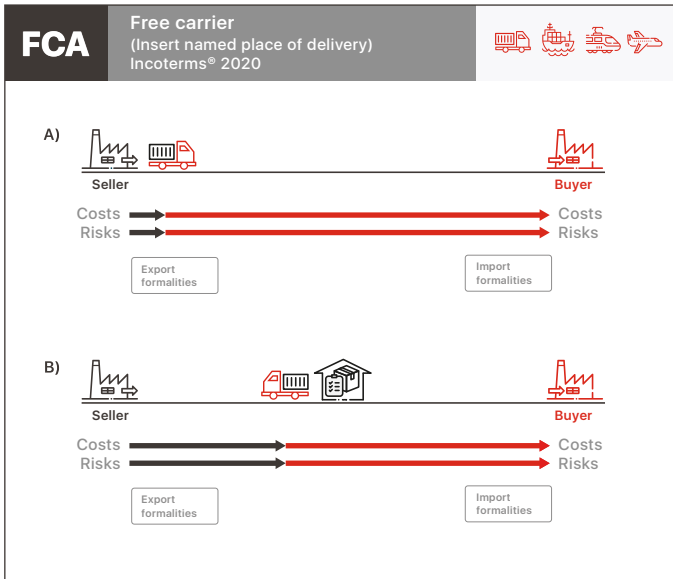 FCA
Free carrier
(Insert named place of delivery)
Incoterms® 2020
A)
Seller
Buyer
Costs
Costs
Risks
Risks
Export
formalities
Import
formalities
B)
Seller
Buyer
Costs
Costs
Risks
Risks
Export
formalities
Import
formalities